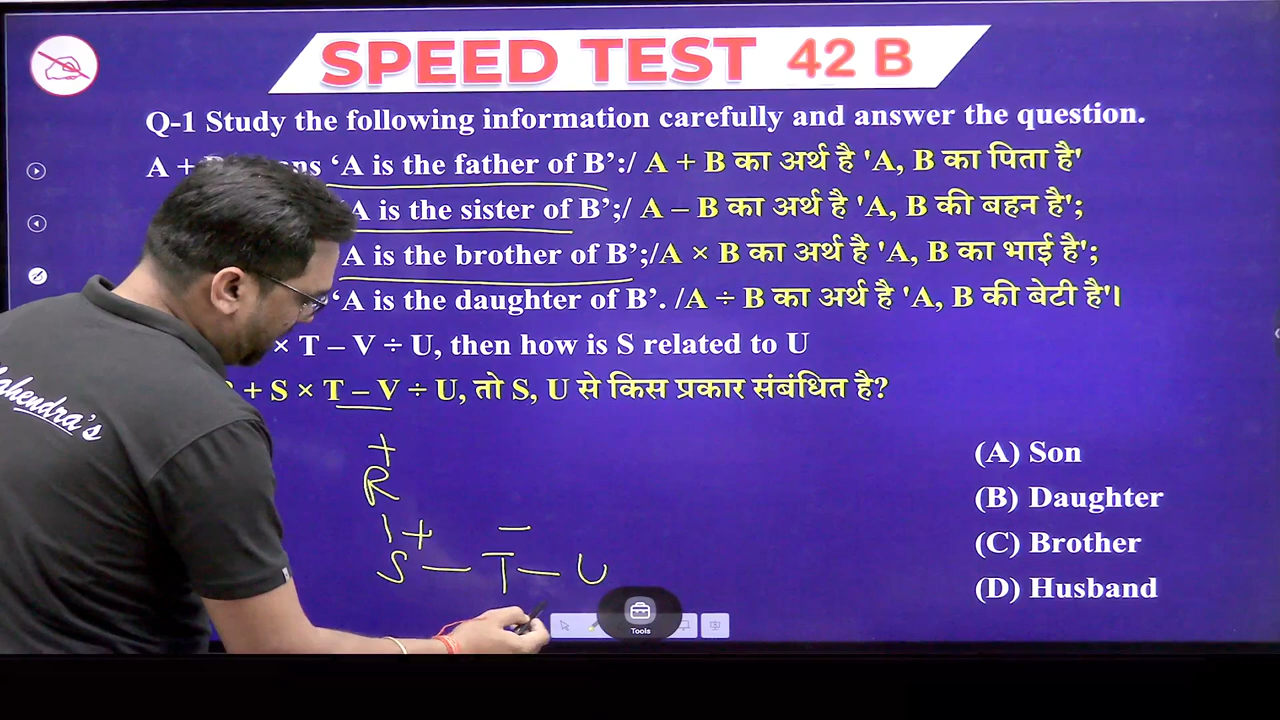 SPEED TEST 42 B
Q-1 Study the following information carefully and answer the question.
A + ‘A is the father of B’:/ A + B का अर्थ है 'A, B का पिता है'
‘A is the sister of B’;/ A – B का अर्थ है 'A, B की बहन है';
A is the brother of B’;/A × B का अर्थ है 'A, B का भाई है';
‘A is the daughter of B’. /A ÷ B का अर्थ है 'A, B की बेटी है'।
× T – V ÷ U, then how is S related to U
+ S × T – V ÷ U, तो S, U से किस प्रकार संबंधित है?
+
R
+ –
S — T — U
(A) Son
(B) Daughter
(C) Brother
(D) Husband
Tools
Mahendra's